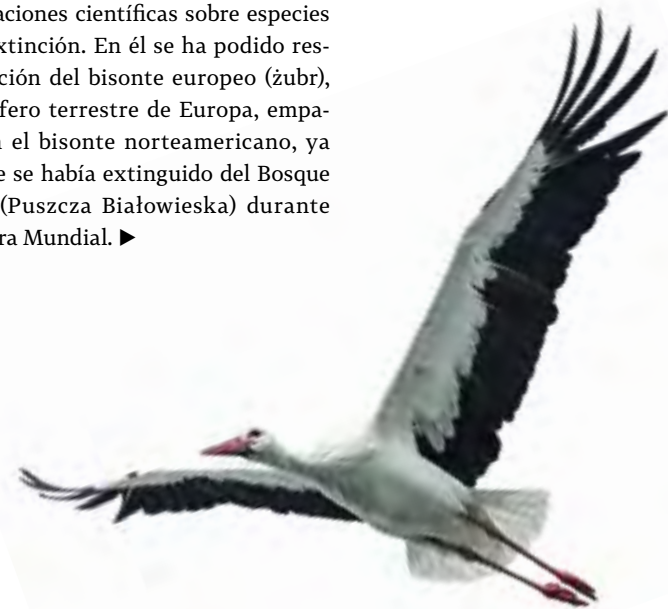 aciones científicas sobre especies
xtinción. En él se ha podido res-
ción del bisonte europeo (żubr),
fero terrestre de Europa, empa-
n el bisonte norteamericano, ya
e se había extinguido del Bosque
(Puszcza Białowieska) durante
ra Mundial. ▶